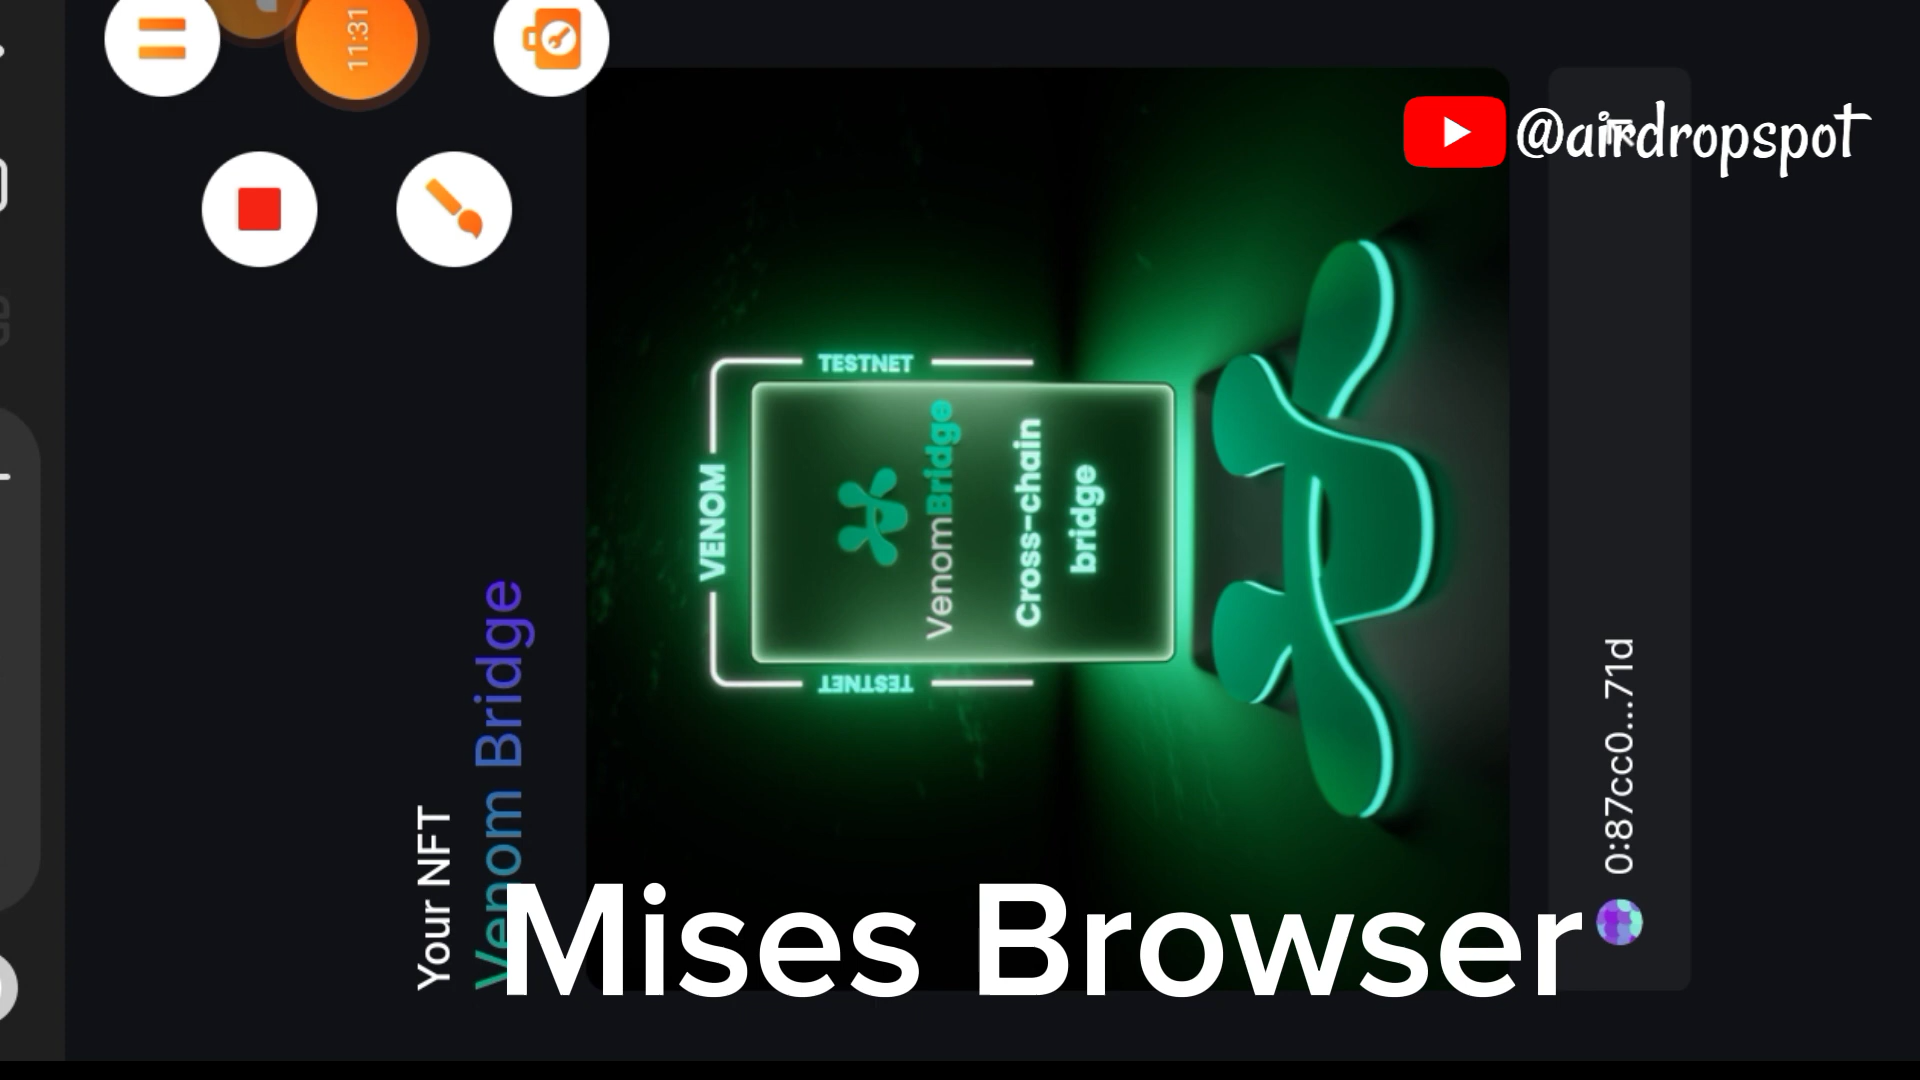 11:31
@airdropspot
Your NFT
Venom Bridge
VENOM
TESTNET
TESTNET
VenomBridge
Cross-chain
bridge
0:87cc0...71d
Mises Browser